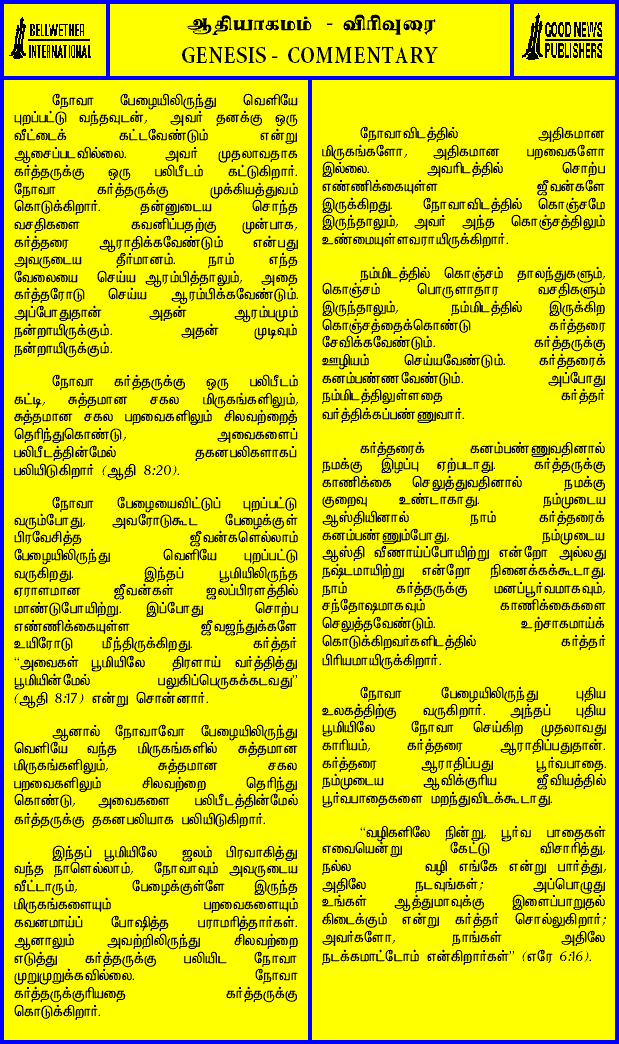 BELLWETHER
INTERNATIONAL
ஆதியாகமம் - விரிவுரை
GENESIS - COMMENTARY
GOOD NEWS
PUBLISHERS
நோவா பேழையிலிருந்து வெளியே
புறப்பட்டு வந்தவுடன், அவர் தனக்கு ஒரு
வீட்டைக் கட்டவேண்டும் என்று
ஆசைப்படவில்லை. அவர் முதலாவதாக
கர்த்தருக்கு ஒரு பலிபீடம் கட்டுகிறார்.
நோவா கர்த்தருக்கு முக்கியத்துவம்
கொடுக்கிறார். தன்னுடைய சொந்த
வசதிகளை கவனிப்பதற்கு முன்பாக,
கர்த்தரை ஆராதிக்கவேண்டும் என்பது
அவருடைய தீர்மானம். நாம் எந்த
வேலையை செய்ய ஆரம்பித்தாலும், அதை
கர்த்தரோடு செய்ய ஆரம்பிக்கவேண்டும்.
அப்போதுதான் அதன் ஆரம்பமும்
நன்றாயிருக்கும். அதன் முடிவும்
நன்றாயிருக்கும்.
நோவா கர்த்தருக்கு ஒரு பலிபீடம்
கட்டி, சுத்தமான சகல மிருகங்களிலும்,
சுத்தமான சகல பறவைகளிலும் சிலவற்றைத்
தெரிந்துகொண்டு, அவைகளைப்
பலிபீடத்தின்மேல் தகனபலிகளாகப்
பலியிடுகிறார் (ஆதி 8:20).
நோவா பேழையைவிட்டுப் புறப்பட்டு
வரும்போது, அவரோடுகூட பேழைக்குள்
பிரவேசித்த ஜீவன்களெல்லாம்
பேழையிலிருந்து வெளியே புறப்பட்டு
வருகிறது. இந்தப் பூமியிலிருந்த
ஏராளமான ஜீவன்கள் ஜலப்பிரளத்தில்
மாண்டுபோயிற்று. இப்போது சொற்ப
எண்ணிக்கையுள்ள ஜீவஜந்துக்களே
உயிரோடு மீந்திருக்கிறது. கர்த்தர்
“அவைகள் பூமியிலே திரளாய் வர்த்தித்து
பூமியின்மேல் பலுகிப்பெருகக்கடவது”
(ஆதி 8:17) என்று சொன்னார்.
ஆனால் நோவாவோ பேழையிலிருந்து
வெளியே வந்த மிருகங்களில் சுத்தமான
மிருகங்களிலும், சுத்தமான சகல
பறவைகளிலும் சிலவற்றை தெரிந்து
கொண்டு, அவைகளை பலிபீடத்தின்மேல்
கர்த்தருக்கு தகனபலியாக பலியிடுகிறார்.
இந்தப் பூமியிலே ஜலம் பிரவாகித்து
வந்த நாளெல்லாம், நோவாவும் அவருடைய
வீட்டாரும், பேழைக்குள்ளே இருந்த
மிருகங்களையும் பறவைகளையும்
கவனமாய்ப் போஷித்த பராமரித்தார்கள்.
ஆனாலும் அவற்றிலிருந்து சிலவற்றை
எடுத்து கர்த்தருக்கு பலியிட நோவா
முறுமுறுக்கவில்லை. நோவா
கர்த்தருக்குரியதை கர்த்தருக்கு
கொடுக்கிறார்.
நோவாவிடத்தில் அதிகமான
மிருகங்களோ, அதிகமான பறவைகளோ
இல்லை. அவரிடத்தில் சொற்ப
எண்ணிக்கையுள்ள ஜீவன்களே
இருக்கிறது. நோவாவிடத்தில் கொஞ்சமே
இருந்தாலும், அவர் அந்த கொஞ்சத்திலும்
உண்மையுள்ளவராயிருக்கிறார்.
நம்மிடத்தில் கொஞ்சம் தாலந்துகளும்,
கொஞ்சம் பொருளாதார வசதிகளும்
இருந்தாலும், நம்மிடத்தில் இருக்கிற
கொஞ்சத்தைக்கொண்டு கர்த்தரை
சேவிக்கவேண்டும். கர்த்தருக்கு
ஊழியம் செய்யவேண்டும். கர்த்தரைக்
கனம்பண்ணவேண்டும். அப்போது
நம்மிடத்திலுள்ளதை கர்த்தர்
வர்த்திக்கப்பண்ணுவார்.
கர்த்தரைக் கனம்பண்ணுவதினால்
நமக்கு இழப்பு ஏற்படாது. கர்த்தருக்கு
காணிக்கை செலுத்துவதினால் நமக்கு
குறைவு உண்டாகாது. நம்முடைய
ஆஸ்தியினால் நாம் கர்த்தரைக்
கனம்பண்ணும்போது, நம்முடைய
ஆஸ்தி வீணாய்ப்போயிற்று என்றோ அல்லது
நஷ்டமாயிற்று என்றோ நினைக்கக்கூடாது.
நாம் கர்த்தருக்கு மனப்பூர்வமாகவும்,
சந்தோஷமாகவும் காணிக்கைகளை
செலுத்தவேண்டும். உற்சாகமாய்க்
கொடுக்கிறவர்களிடத்தில் கர்த்தர்
பிரியமாயிருக்கிறார்.
நோவா பேழையிலிருந்து புதிய
உலகத்திற்கு வருகிறார். அந்தப் புதிய
பூமியிலே நோவா செய்கிற முதலாவது
காரியம், கர்த்தரை ஆராதிப்பதுதான்.
கர்த்தரை ஆராதிப்பது பூர்வபாதை.
நம்முடைய ஆவிக்குரிய ஜீவியத்தில்
பூர்வபாதைகளை மறந்துவிடக்கூடாது.
“வழிகளிலே நின்று, பூர்வ பாதைகள்
எவையென்று கேட்டு விசாரித்து,
நல்ல வழி எங்கே என்று பார்த்து,
அதிலே நடவுங்கள்; அப்பொழுது
உங்கள் ஆத்துமாவுக்கு இளைப்பாறுதல்
கிடைக்கும் என்று கர்த்தர் சொல்லுகிறார்;
அவர்களோ, நாங்கள் அதிலே
நடக்கமாட்டோம் என்கிறார்கள்” (எரே 6:16).